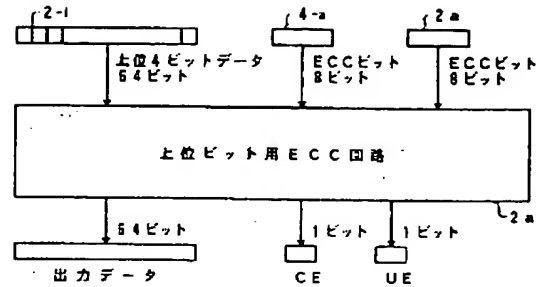 2-1
4-a
2a
上位4ビットデータ
64ビット
ECCビット
8ビット
ECCビット
8ビット
上位ビット用ECC回路
2a
64ビット
1ビット
1ビット
出力データ
CE
UE